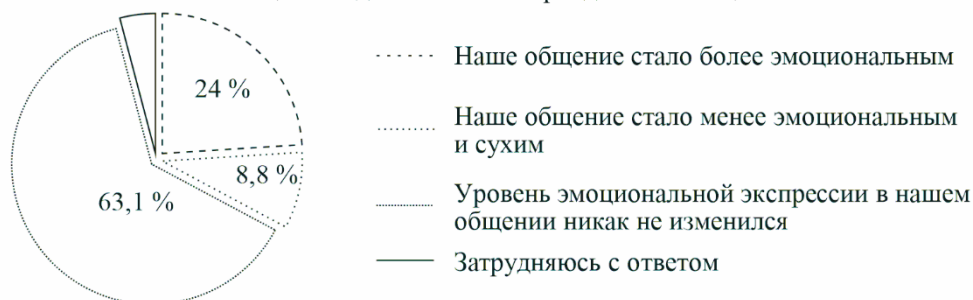 24 %
8,8 %
63,1 %
Наше общение стало более эмоциональным
Наше общение стало менее эмоциональным
и сухим
Уровень эмоциональной экспрессии в нашем
общении никак не изменился
Затрудняюсь с ответом